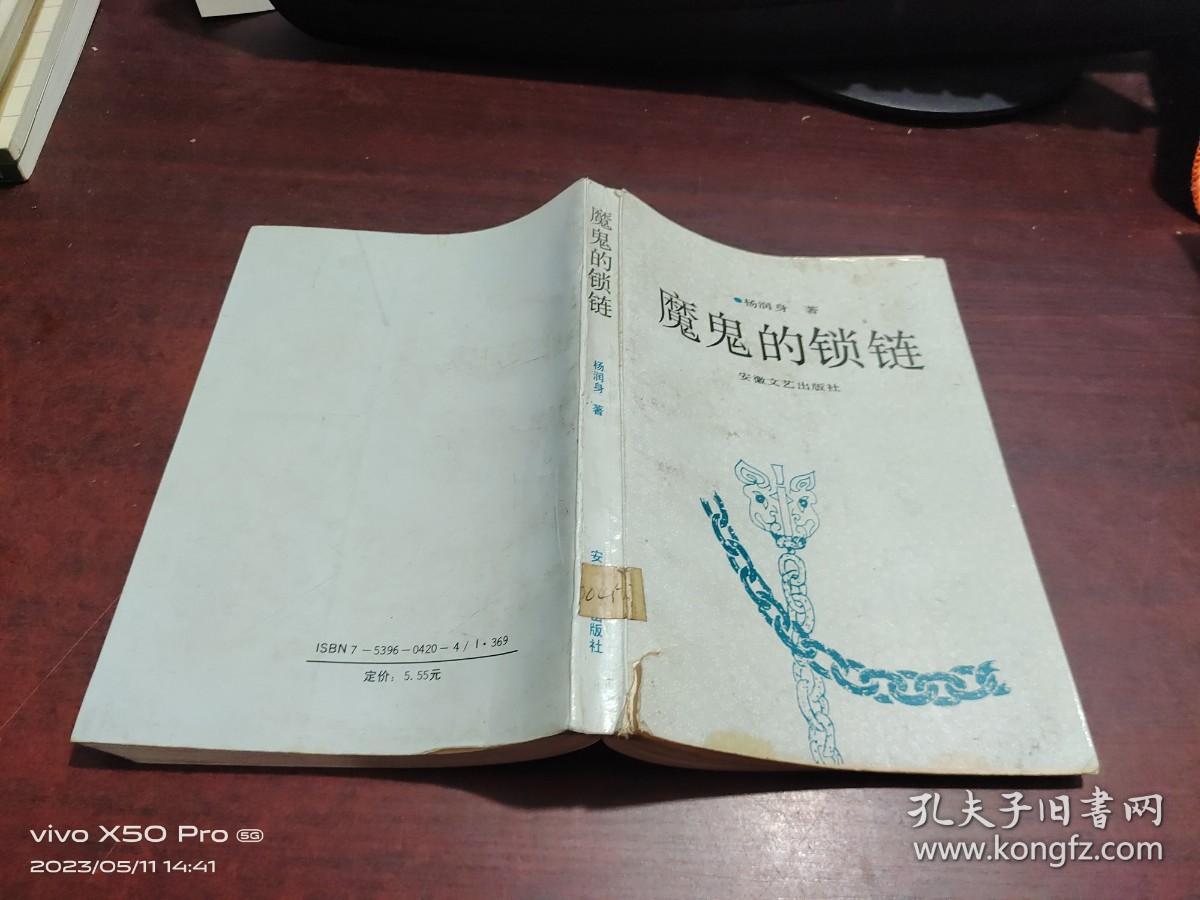 魔鬼的锁链
杨润身 著
安
出版社
•杨润身 著
魔鬼的锁链
安徽文艺出版社
ISBN 7-5396-0420-4/I·369
定价：5.55元
vivo X50 Pro 5G
2023/05/11 14:41
孔夫子旧書网
www.kongfz.com